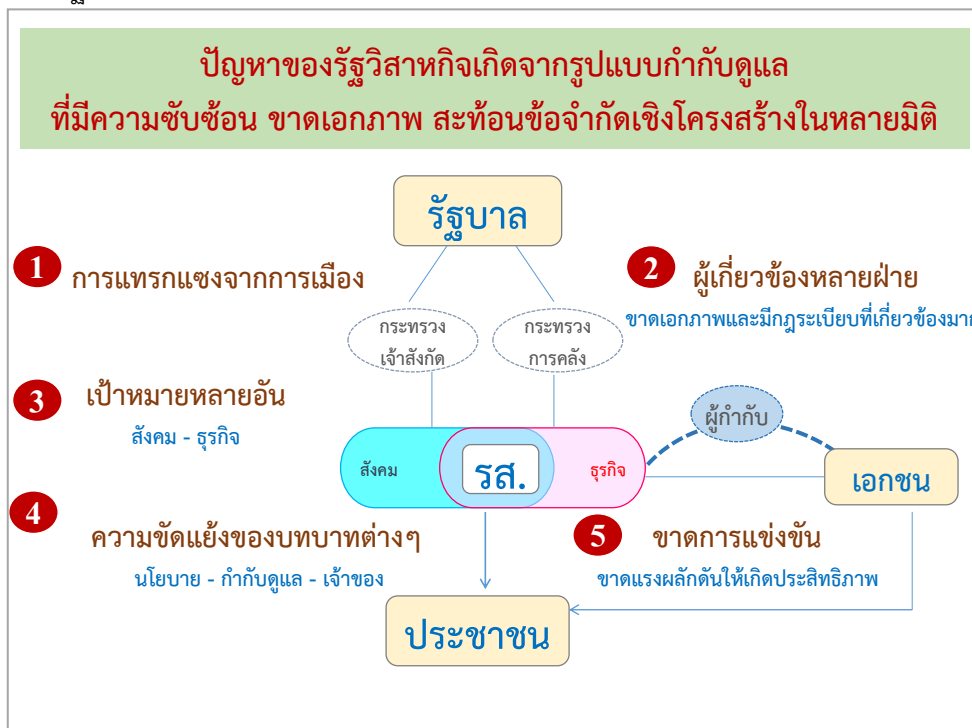 ปัญหาของรัฐวิสาหกิจเกิดจากรูปแบบกำกับดูแล
ที่มีความซับซ้อน ขาดเอกภาพ สะท้อนข้อจำกัดเชิงโครงสร้างในหลายมิติ
รัฐบาล
1 การแทรกแซงจากการเมือง
2 ผู้เกี่ยวข้องหลายฝ่าย
ขาดเอกภาพและมีกฎระเบียบที่เกี่ยวข้องมาก
กระทรวง
เจ้าสังกัด
กระทรวง
การคลัง
3 เป้าหมายหลายอัน
สังคม - ธุรกิจ
ผู้กำกับ
สังคม
รส.
ธุรกิจ
เอกชน
4 ความขัดแย้งของบทบาทต่างๆ
นโยบาย - กำกับดูแล - เจ้าของ
5 ขาดการแข่งขัน
ขาดแรงผลักดันให้เกิดประสิทธิภาพ
ประชาชน